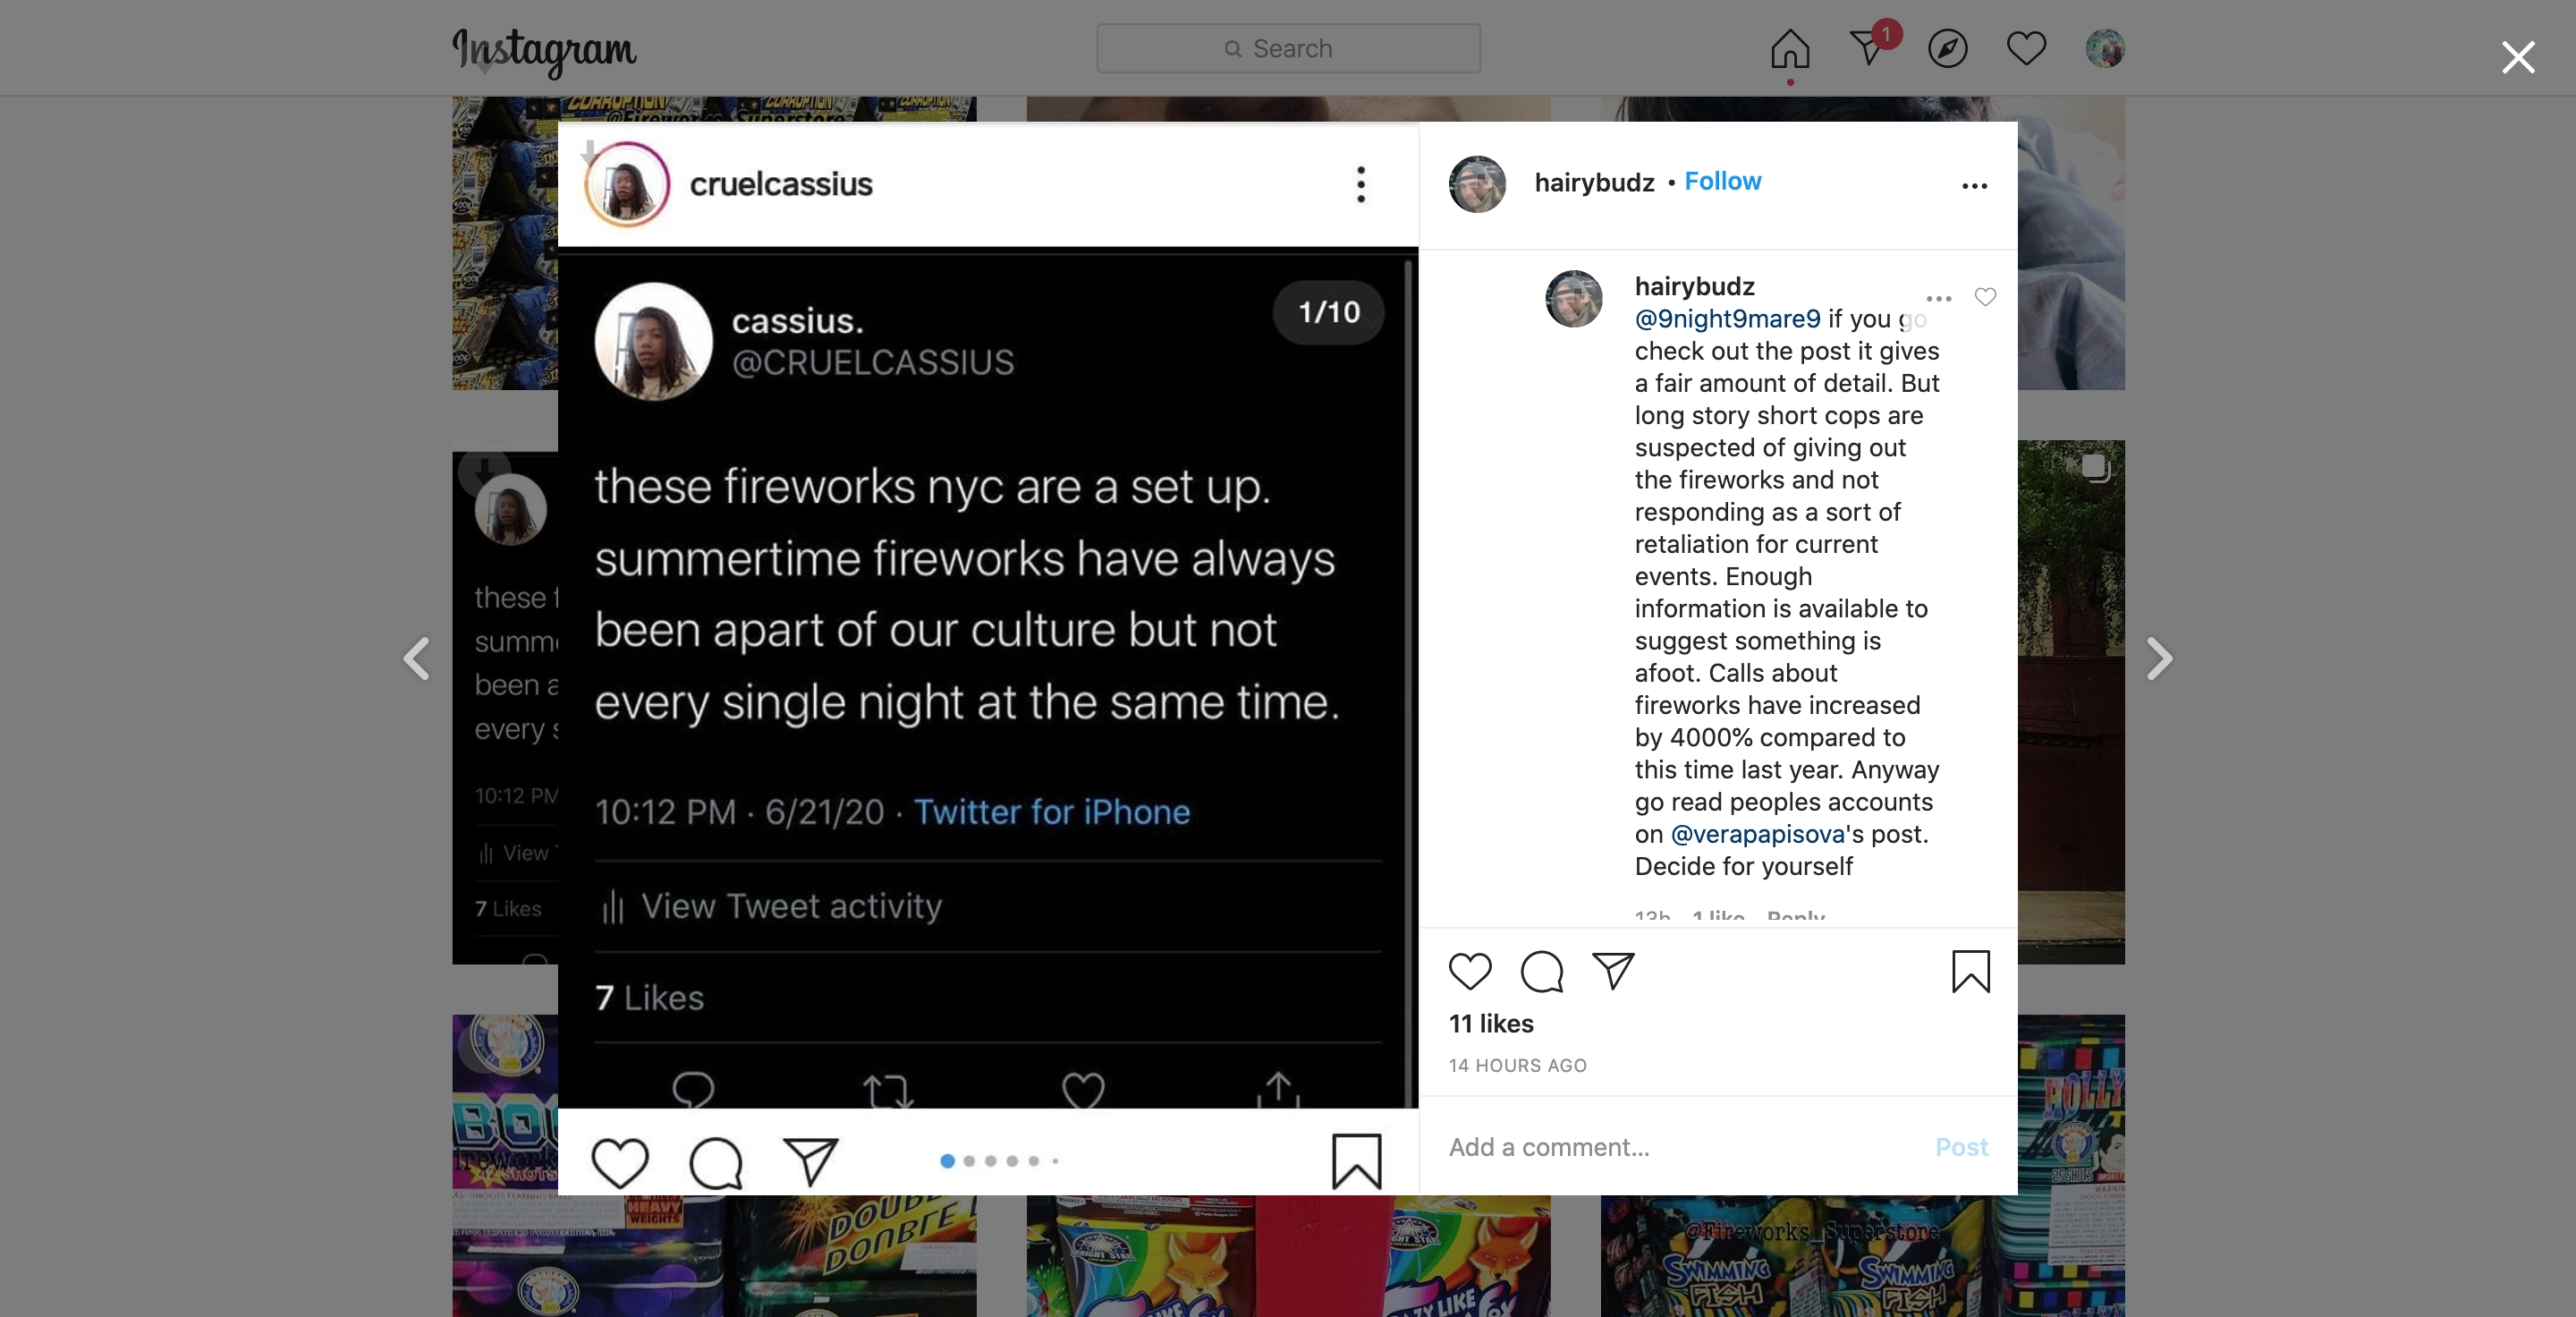 Instagram
Search
1
CORRUPTION
cruelcassius
cassius.
@CRUELCASSIUS
1/10
these fireworks nyc are a set up.
summertime fireworks have always
been apart of our culture but not
every single night at the same time.
10:12 PM · 6/21/20 · Twitter for iPhone
View Tweet activity
7 Likes
hairybudz • Follow
hairybudz
@9night9mare9 if you go
check out the post it gives
a fair amount of detail. But
long story short cops are
suspected of giving out
the fireworks and not
responding as a sort of
retaliation for current
events. Enough
information is available to
suggest something is
afoot. Calls about
fireworks have increased
by 4000% compared to
this time last year. Anyway
go read peoples accounts
on @verapapisova's post.
Decide for yourself
13h 1 like Reply
11 likes
14 HOURS AGO
Add a comment...
Post
these
been a
every
10:12 PM
View
7 Likes
HEAVY
WEIGHTS
BRIGHT STAR
BRIGHT STAR
@Fireworks_Superstore
SWIMMING
FISH
SWIMMING
FISH
HOLLY